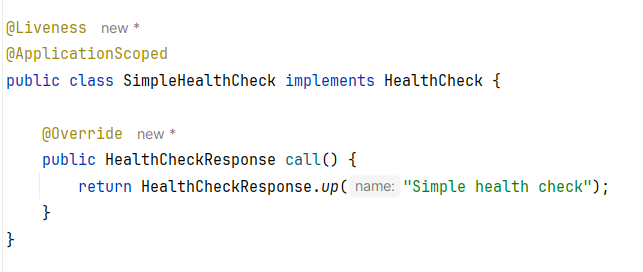 @Liveness new *
@ApplicationScoped
public class SimpleHealthCheck implements HealthCheck {
@Override new *
public HealthCheckResponse call() {
return HealthCheckResponse.up( name: "Simple health check");
}
}